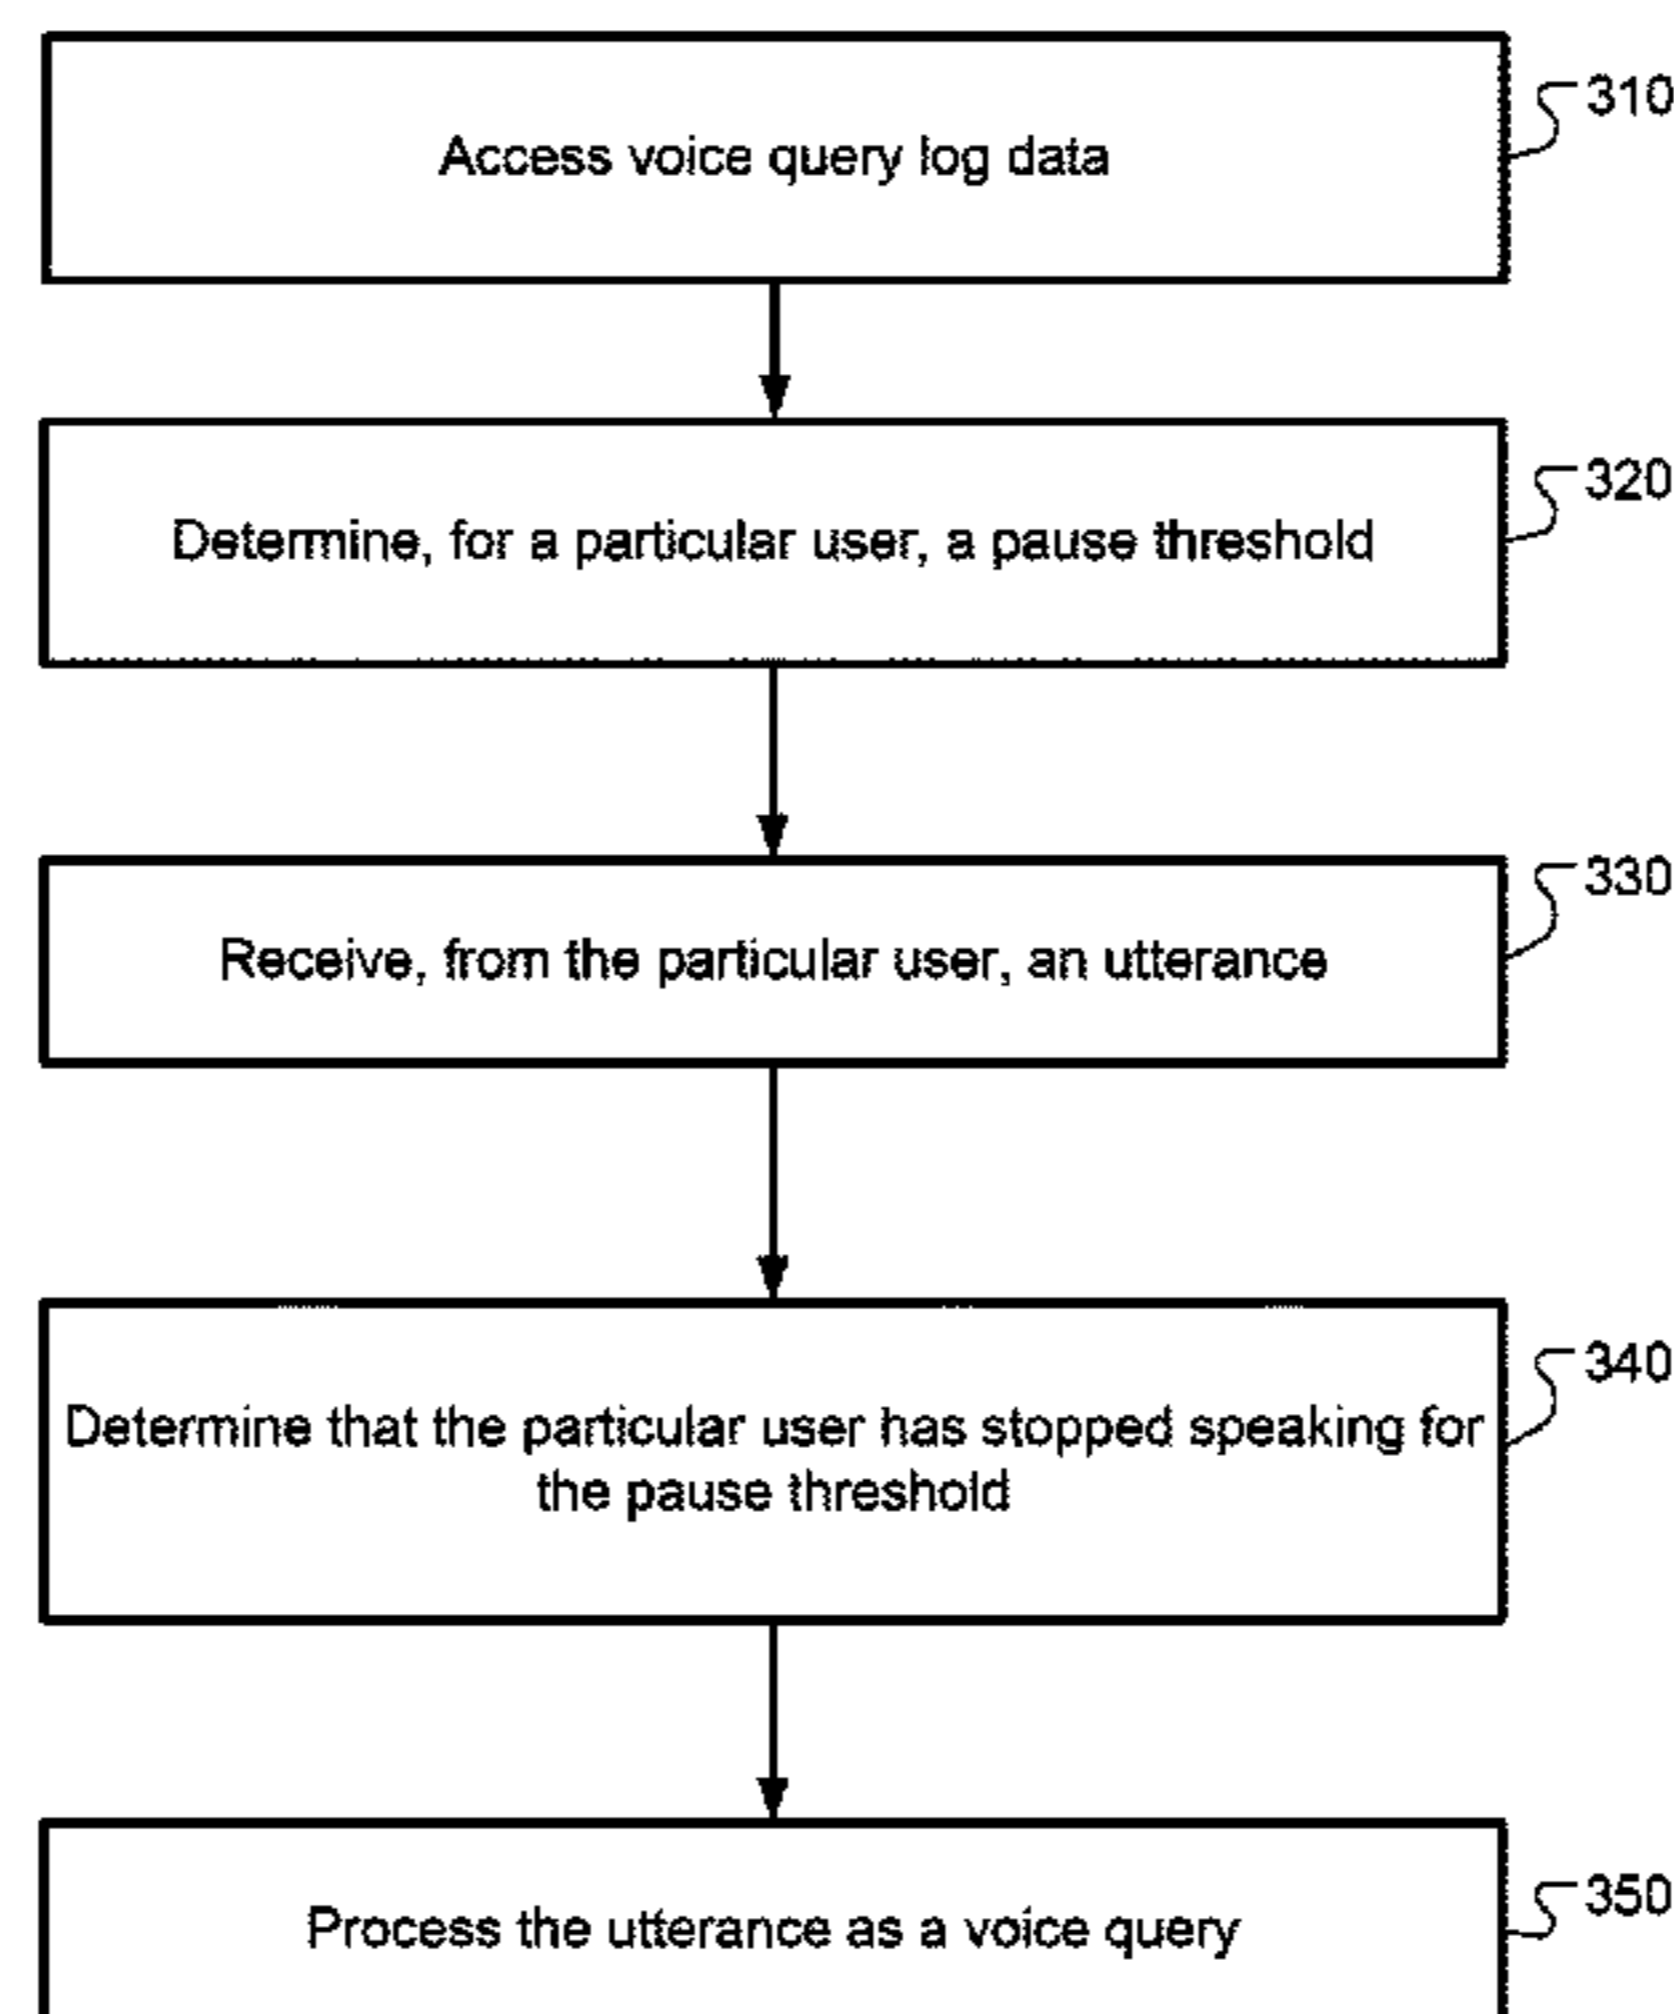 Access voice query log data
310
Determine, for a particular user, a pause threshold
320
Receive, from the particular user, an utterance
330
Determine that the particular user has stopped speaking for
the pause threshold
340
Process the utterance as a voice query
350